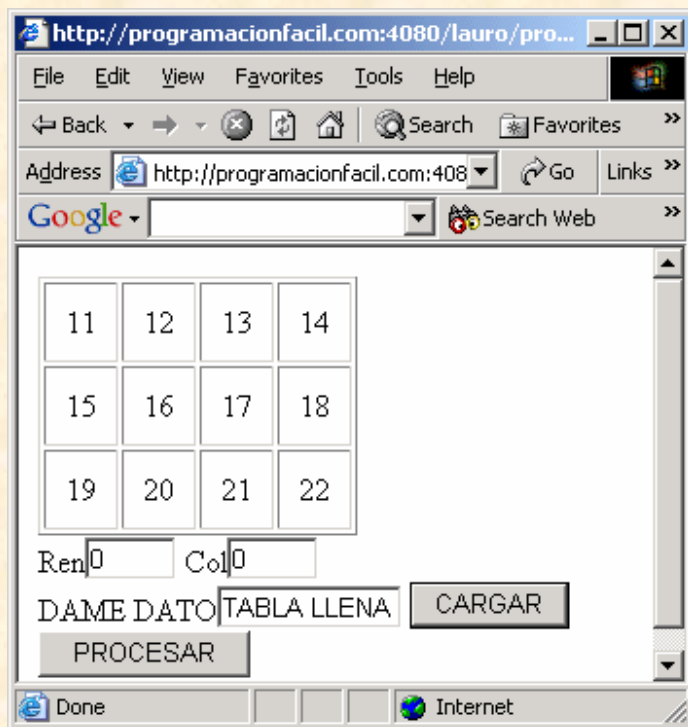 http://programacionfacil.com:4080/lauro/pro...
File Edit View Favorites Tools Help
Back Search Favorites »
Address http://programacionfacil.com:408 Go Links »
Google Search Web »
11 12 13 14
15 16 17 18
19 20 21 22
Ren 0 Col 0
DAME DATO TABLA LLENA CARGAR
PROCESAR
Done Internet